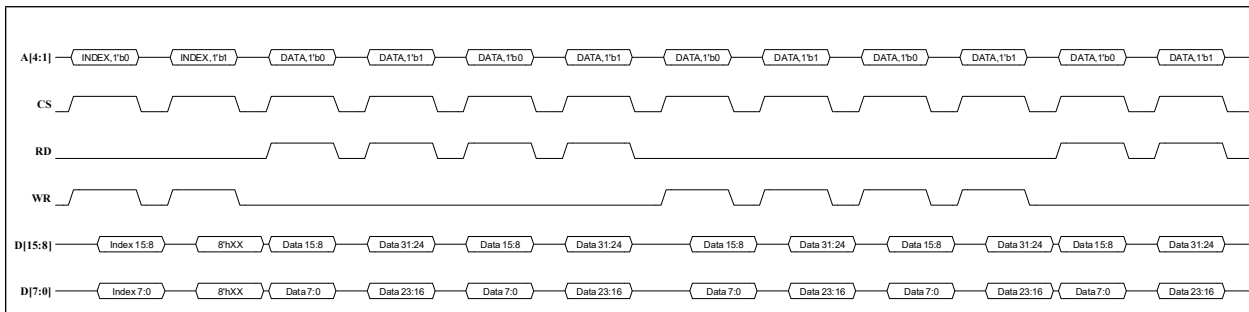 A[4:1] INDEX,1'b0 INDEX,1'b1 DATA,1'b0 DATA,1'b1 DATA,1'b0 DATA,1'b1 DATA,1'b0 DATA,1'b1 DATA,1'b0 DATA,1'b1 DATA,1'b0 DATA,1'b1
CS
RD
WR
D[15:8] Index 15:8 8'hXX Data 15:8 Data 31:24 Data 15:8 Data 31:24 Data 15:8 Data 31:24 Data 15:8 Data 31:24 Data 15:8 Data 31:24
D[7:0] Index 7:0 8'hXX Data 7:0 Data 23:16 Data 7:0 Data 23:16 Data 7:0 Data 23:16 Data 7:0 Data 23:16 Data 7:0 Data 23:16